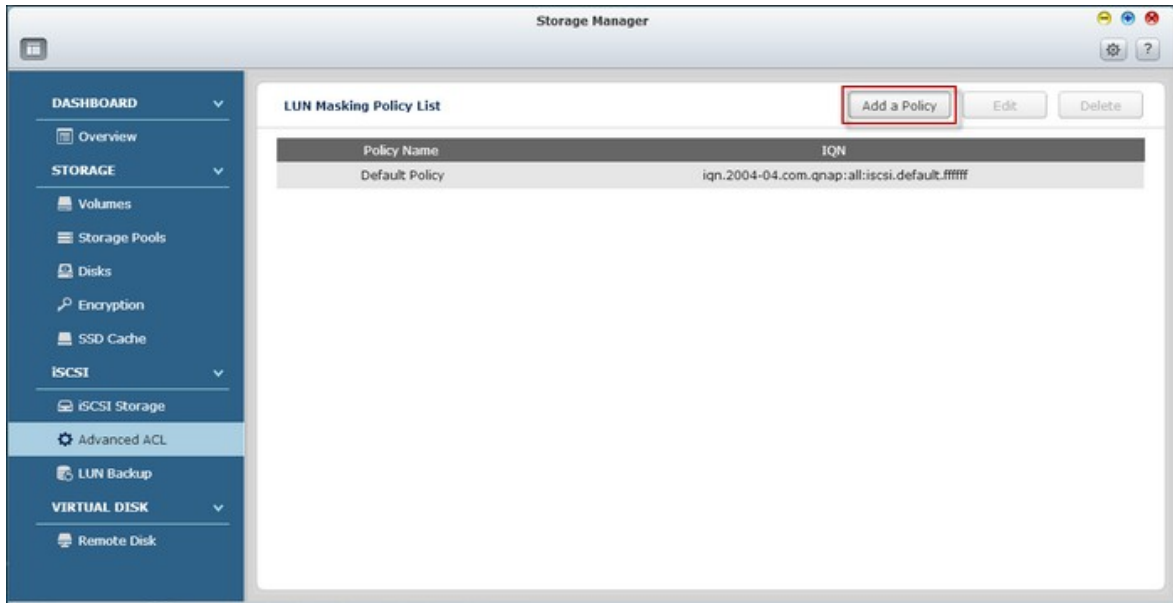 Storage Manager
?
DASHBOARD
Overview
STORAGE
Volumes
Storage Pools
Disks
Encryption
SSD Cache
iSCSI
iSCSI Storage
Advanced ACL
LUN Backup
VIRTUAL DISK
Remote Disk
LUN Masking Policy List
Add a Policy
Edit
Delete
Policy Name IQN
Default Policy iqn.2004-04.com.qnap:all:iscsi.default.ffffff